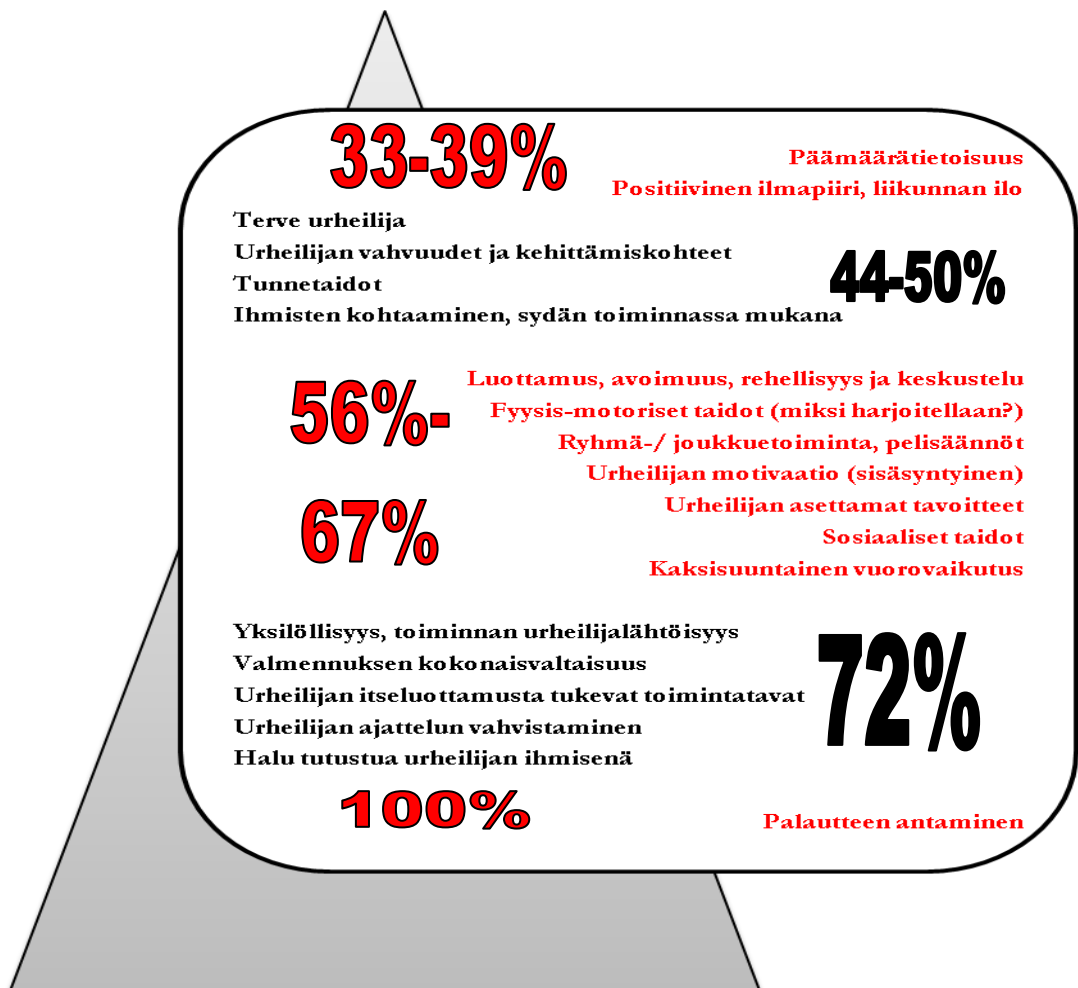 33-39%
Päämäärätietoisuus
Positiivinen ilmapiiri, liikunnan ilo
Terve urheilija
Urheilijan vahvuudet ja kehittämiskohteet
Tunnetaidot
Ihmisten kohtaaminen, sydän toiminnassa mukana
44-50%
56%-
67%
Luottamus, avoimuus, rehellisyys ja keskustelu
Fyysis-motoriset taidot (miksi harjoitellaan?)
Ryhmä-/ joukkuetoiminta, pelisäännöt
Urheilijan motivaatio (sisäsyntyinen)
Urheilijan asettamat tavoitteet
Sosiaaliset taidot
Kaksisuuntainen vuorovaikutus
Yksilöllisyys, toiminnan urheilijalähtöisyys
Valmennuksen kokonaisvaltaisuus
Urheilijan itseluottamusta tukevat toimintatavat
Urheilijan ajattelun vahvistaminen
Halu tutustua urheilijan ihmisenä
72%
100%
Palautteen antaminen